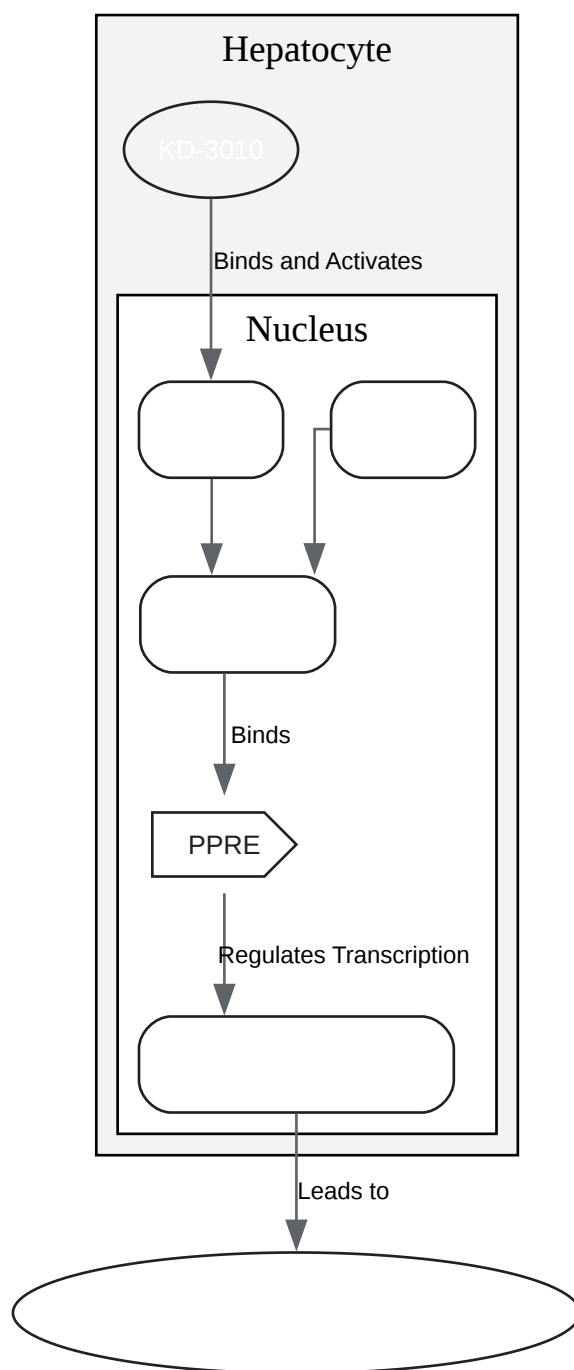 Hepatocyte
KD-3010
Binds and Activates
Nucleus
Binds
PPRE
Regulates Transcription
Leads to